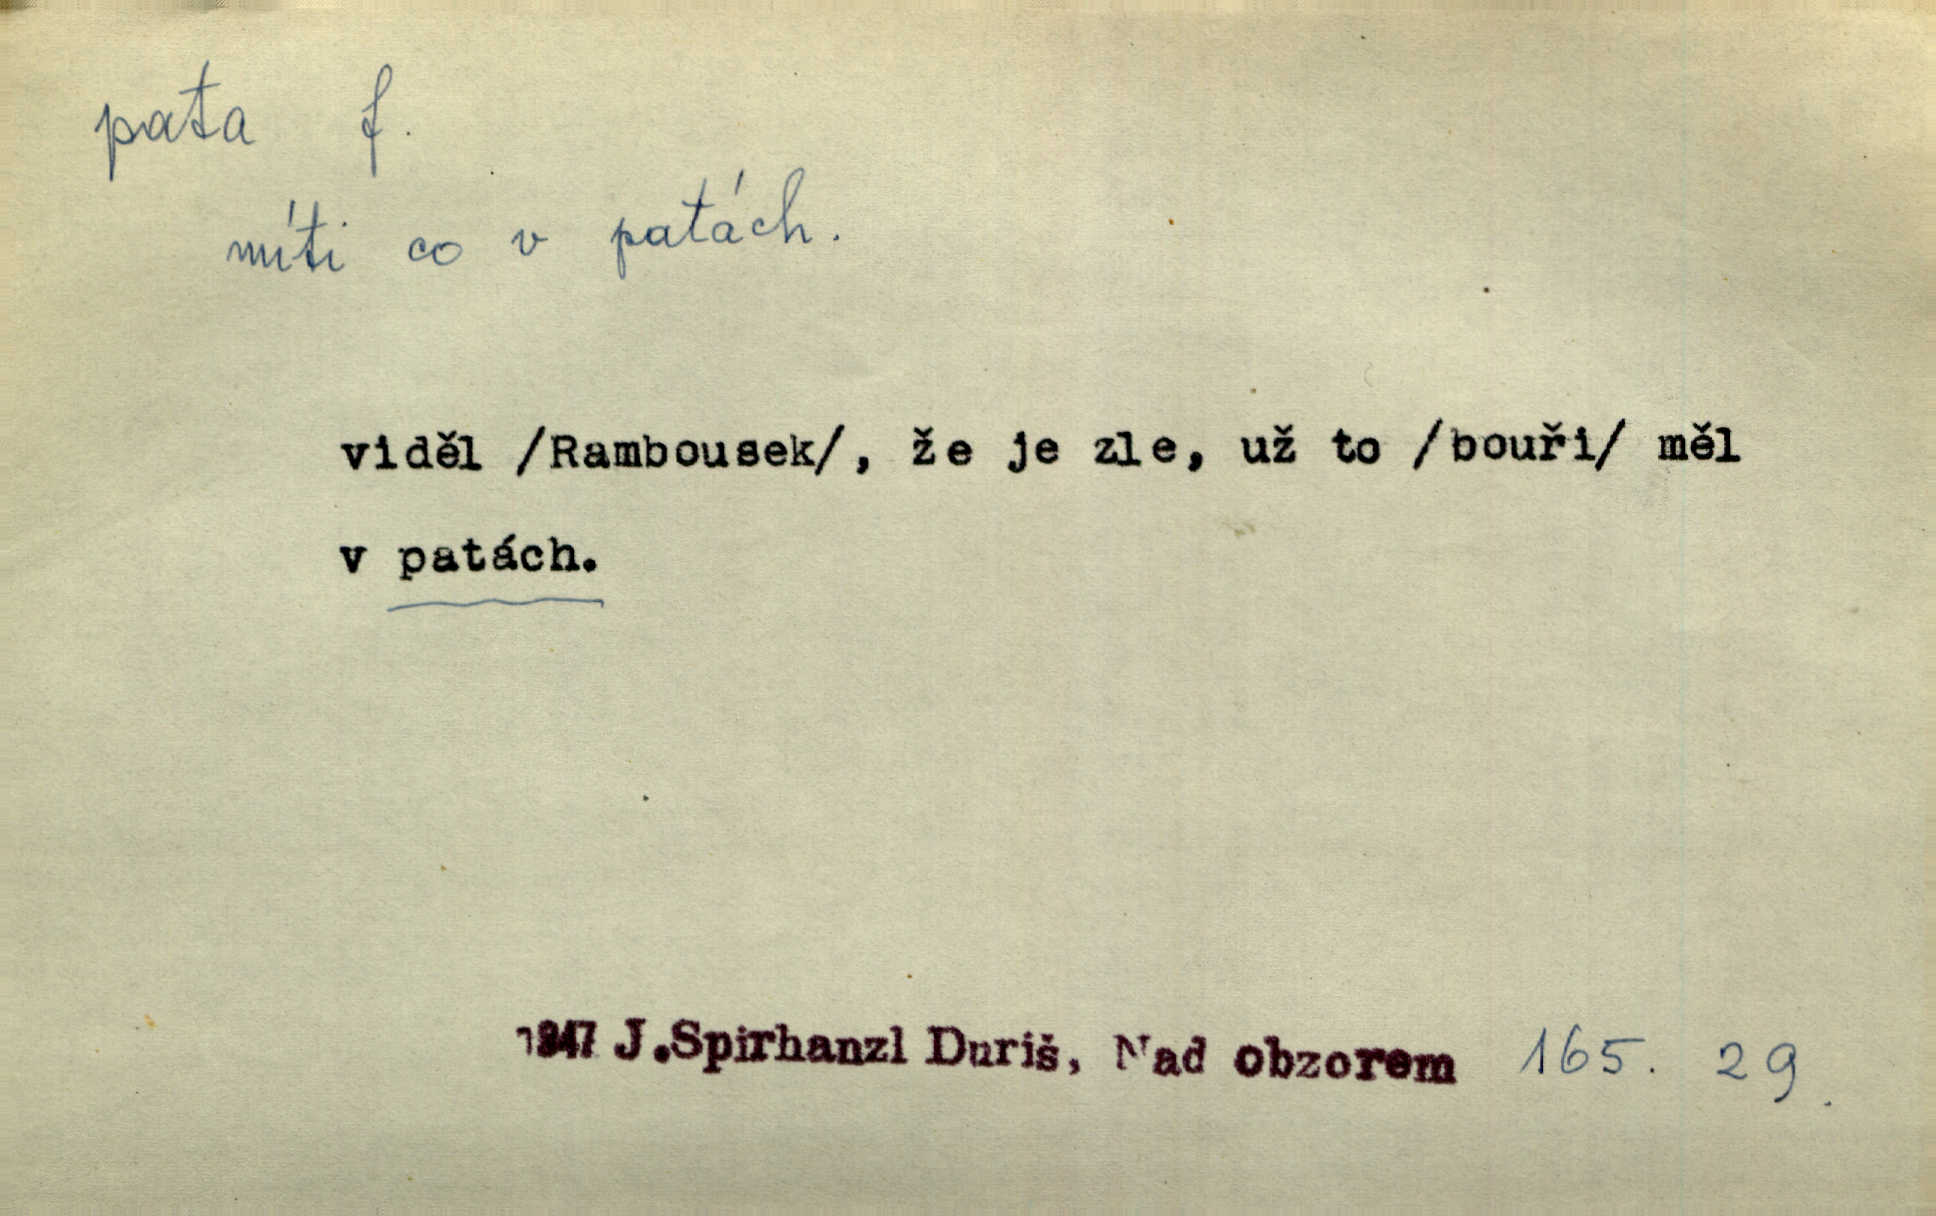 pata f.
míti co v patách.
viděl /Rambousek/, že je zle, už to /bouři/ měl
v patách.
1947 J.Spirhanzl Duriš, Nad obzorem 165. 29.